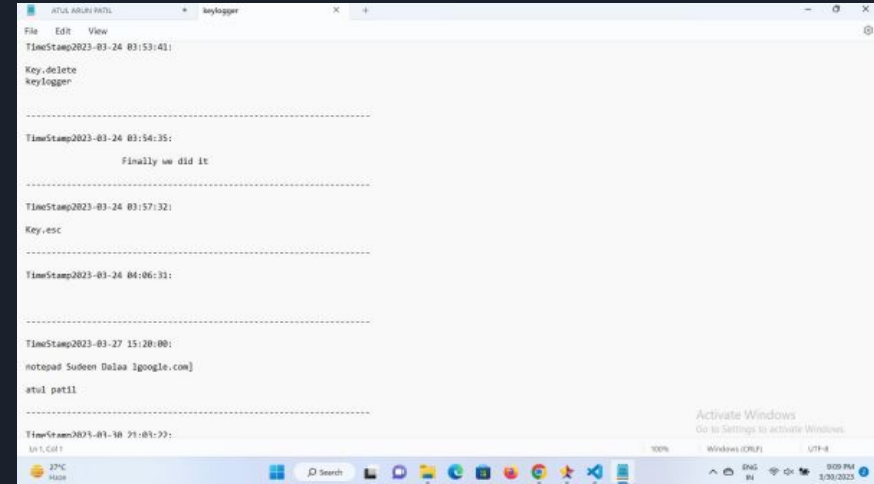 ATUL ARUN PATIL
keylogger
File Edit View
TimeStamp2023-03-24 03:53:41:
Key.delete
keylogger
--------------------------------------------------------------------
TimeStamp2023-03-24 03:54:35:
Finally we did it
--------------------------------------------------------------------
TimeStamp2023-03-24 03:57:32:
Key.esc
--------------------------------------------------------------------
TimeStamp2023-03-24 04:06:31:
--------------------------------------------------------------------
TimeStamp2023-03-27 15:20:00:
notepad Sudeen Dalaa lgoogle.com]
atul patil
--------------------------------------------------------------------
TimeStamp2023-03-30 21:03:22:
Activate Windows
Go to Settings to activate Windows.
Ln 1, Col 1 100% Windows (CRLF) UTF-8
27°C
Haze
Search
ENG
IN
9:09 PM
3/30/2023
2